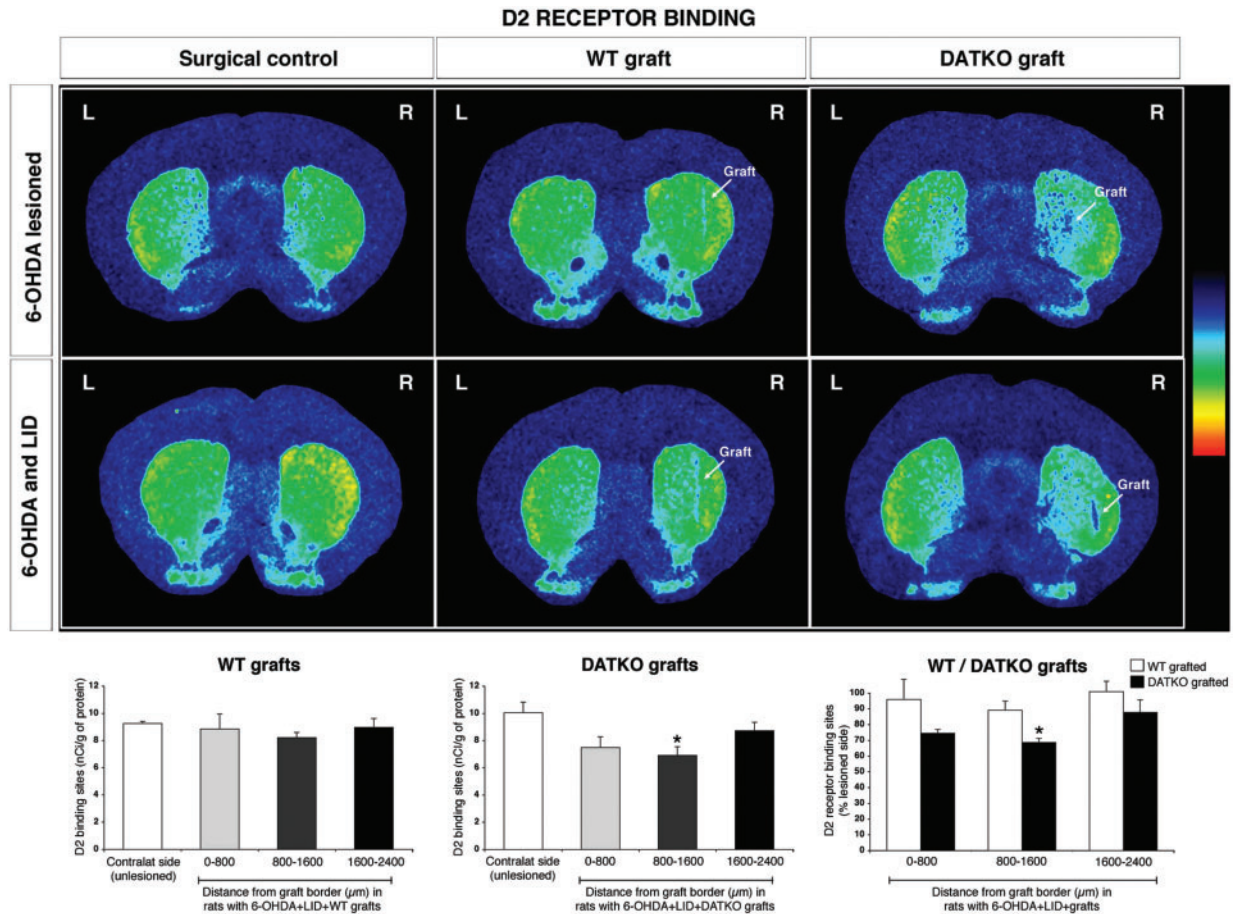 D2 RECEPTOR BINDING
Surgical control
WT graft
DATKO graft
6-OHDA lesioned
L
R
L
R
Graft
L
R
Graft
6-OHDA and LID
L
R
L
R
Graft
L
R
Graft
WT grafts
D2 binding sites (nCi/g of protein)
12
10
8
6
4
2
0
Contralat side
(unlesioned)
0-800
800-1600
1600-2400
Distance from graft border (µm) in
rats with 6-OHDA+LID+WT grafts
DATKO grafts
D2 binding sites (nCI/g of protein)
12
10
8
6
4
2
0
*
Contralat side
(unlesioned)
0-800
800-1600
1600-2400
Distance from graft border (µm) in
rats with 6-OHDA+LID+DATKO grafts
WT / DATKO grafts
WT grafted
DATKO grafted
D2 receptor binding sites
(% lesioned side)
100
90
80
70
60
50
40
30
20
10
0
*
0-800
800-1600
1600-2400
Distance from graft border (µm) in
rats with 6-OHDA+LID+grafts